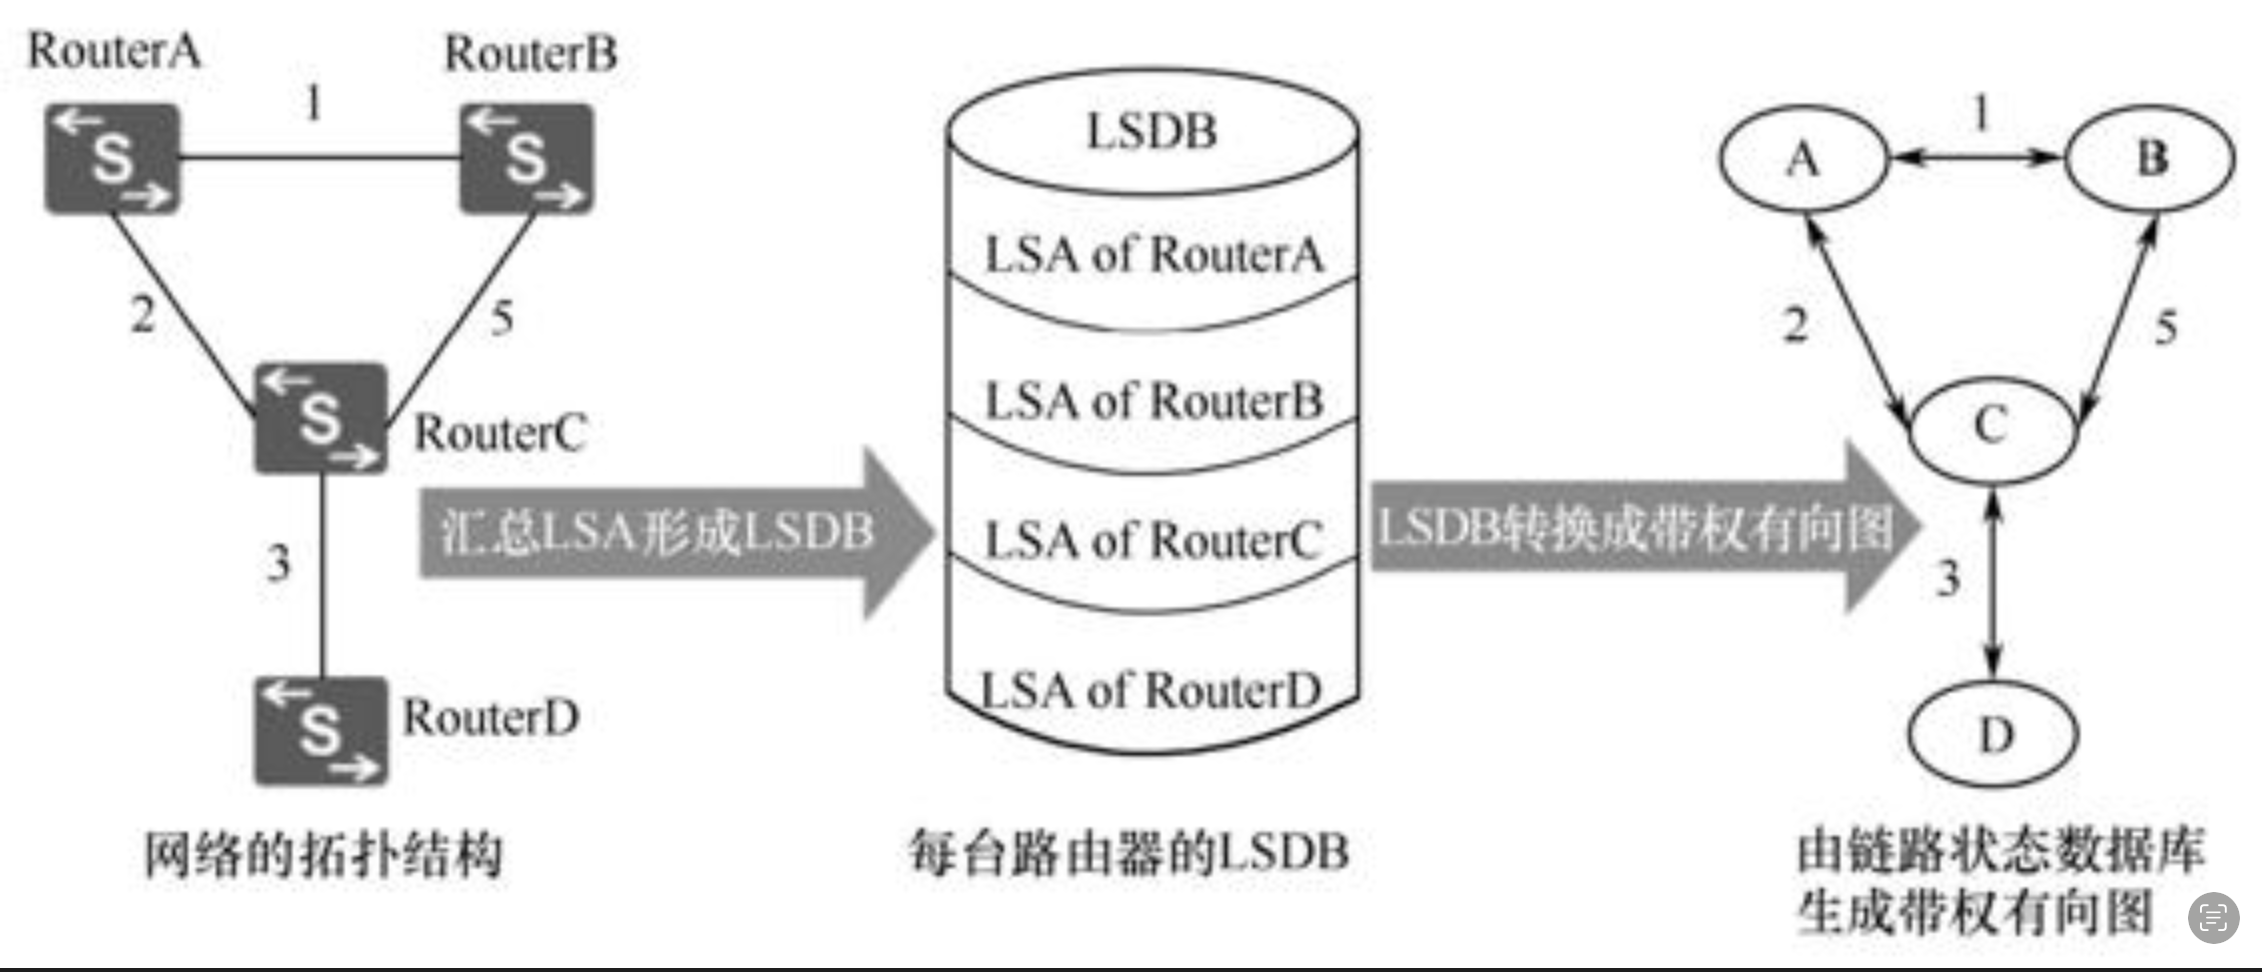 RouterA
RouterB
1
S
S
2
5
S
RouterC
3
S
RouterD
网络的拓扑结构
汇总LSA形成LSDB
LSDB
LSA of RouterA
LSA of RouterB
LSA of RouterC
LSA of RouterD
每台路由器的LSDB
LSDB转换成带权有向图
A
1
B
2
5
C
3
D
由链路状态数据库
生成带权有向图